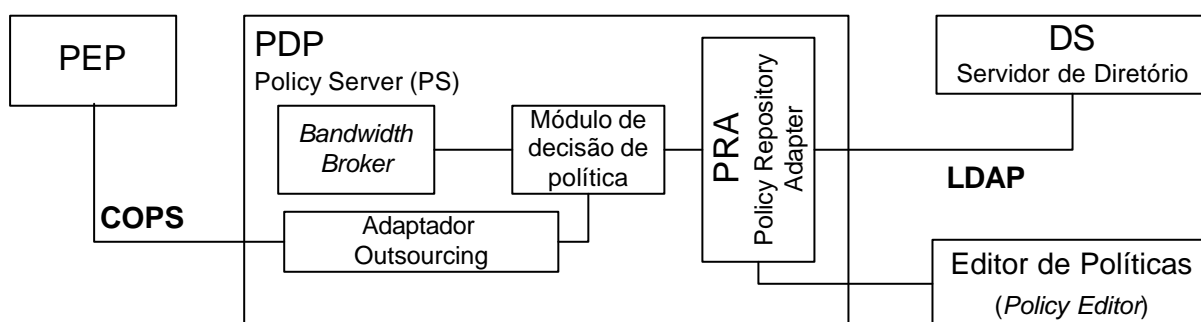 PEP
COPS
PDP
Policy Server (PS)
Bandwidth
Broker
Módulo de
decisão de
política
Adaptador
Outsourcing
PRA
Policy Repository
Adapter
DS
Servidor de Diretório
LDAP
Editor de Políticas
(Policy Editor)